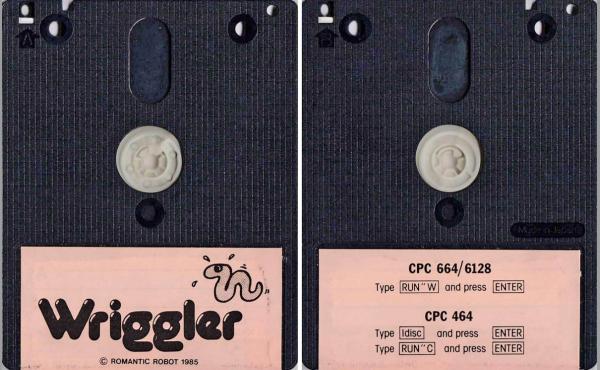 A
Wriggler
© ROMANTIC ROBOT 1985
B
Made in Japan
CPC 664/6128
Type RUN"W and press ENTER
CPC 464
Type |disc and press ENTER
Type RUN"C and press ENTER